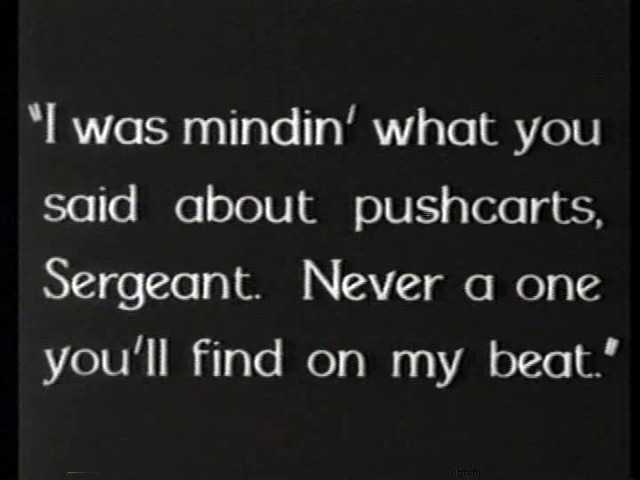 "I was mindin' what you
said about pushcarts,
Sergeant. Never a one
you'll find on my beat."